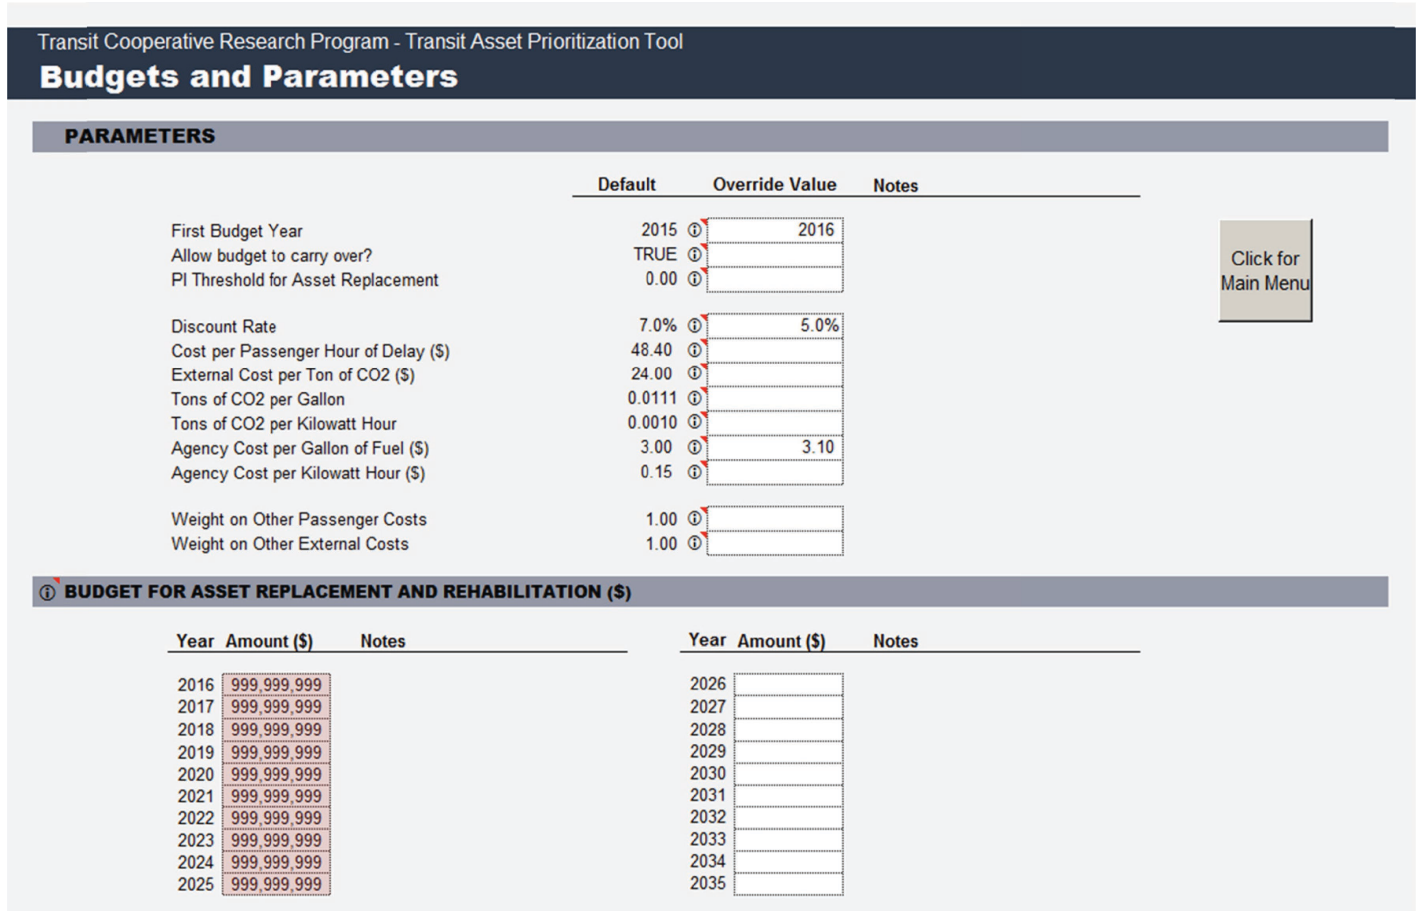 Transit Cooperative Research Program - Transit Asset Prioritization Tool
Budgets and Parameters
PARAMETERS
Default Override Value Notes
First Budget Year 2015 2016
Allow budget to carry over? TRUE
PI Threshold for Asset Replacement 0.00
Click for
Main Menu
Discount Rate 7.0% 5.0%
Cost per Passenger Hour of Delay ($) 48.40
External Cost per Ton of CO2 ($) 24.00
Tons of CO2 per Gallon 0.0111
Tons of CO2 per Kilowatt Hour 0.0010
Agency Cost per Gallon of Fuel ($) 3.00 3.10
Agency Cost per Kilowatt Hour ($) 0.15
Weight on Other Passenger Costs 1.00
Weight on Other External Costs 1.00
BUDGET FOR ASSET REPLACEMENT AND REHABILITATION ($)
Year Amount ($) Notes Year Amount ($) Notes
2016 999,999,999 2026
2017 999,999,999 2027
2018 999,999,999 2028
2019 999,999,999 2029
2020 999,999,999 2030
2021 999,999,999 2031
2022 999,999,999 2032
2023 999,999,999 2033
2024 999,999,999 2034
2025 999,999,999 2035